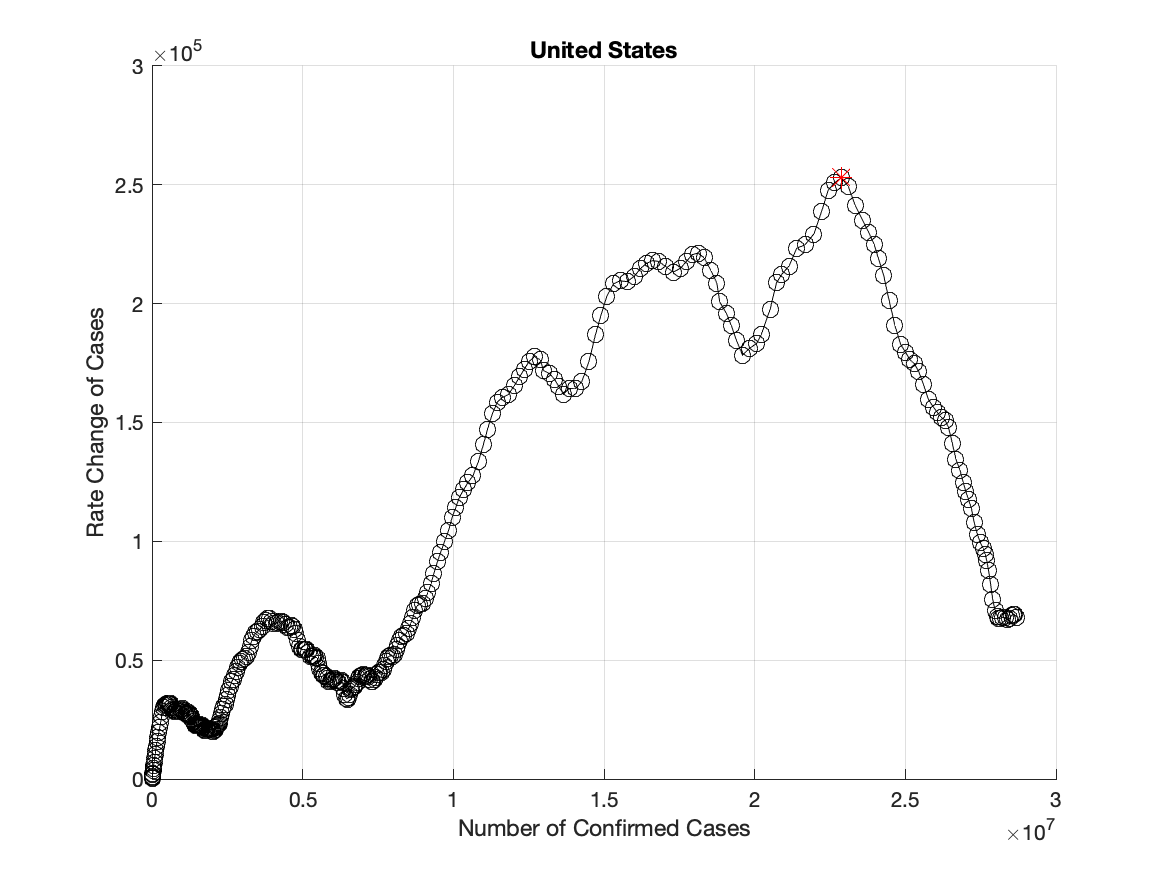 United States
×10^5
3
2.5
2
1.5
1
0.5
0
Rate Change of Cases
0 0.5 1 1.5 2 2.5 3
Number of Confirmed Cases
×10^7